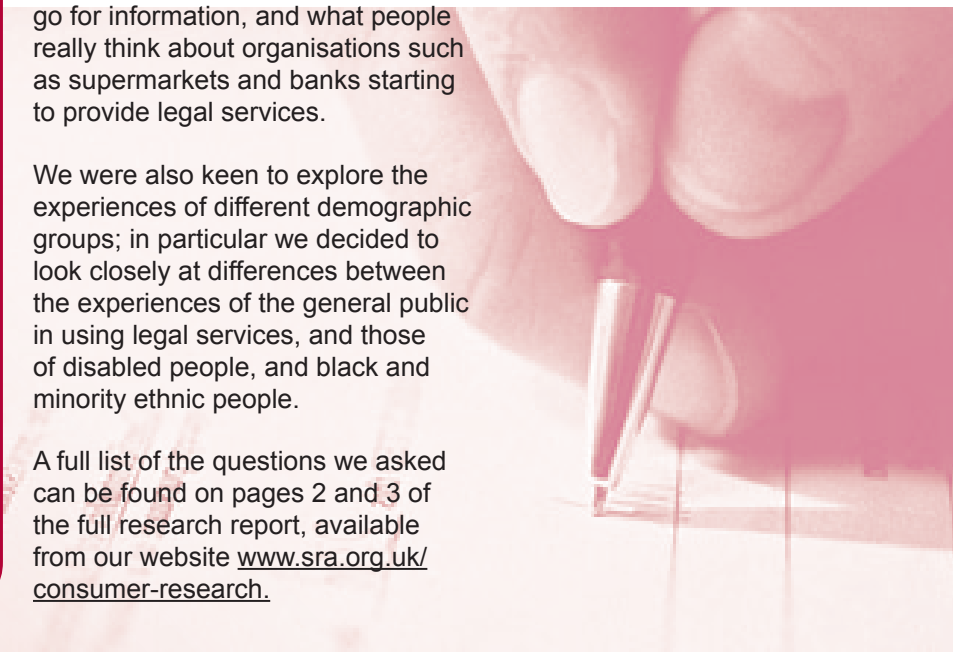 go for information, and what people
really think about organisations such
as supermarkets and banks starting
to provide legal services.
We were also keen to explore the
experiences of different demographic
groups; in particular we decided to
look closely at differences between
the experiences of the general public
in using legal services, and those
of disabled people, and black and
minority ethnic people.
A full list of the questions we asked
can be found on pages 2 and 3 of
the full research report, available
from our website www.sra.org.uk/
consumer-research.